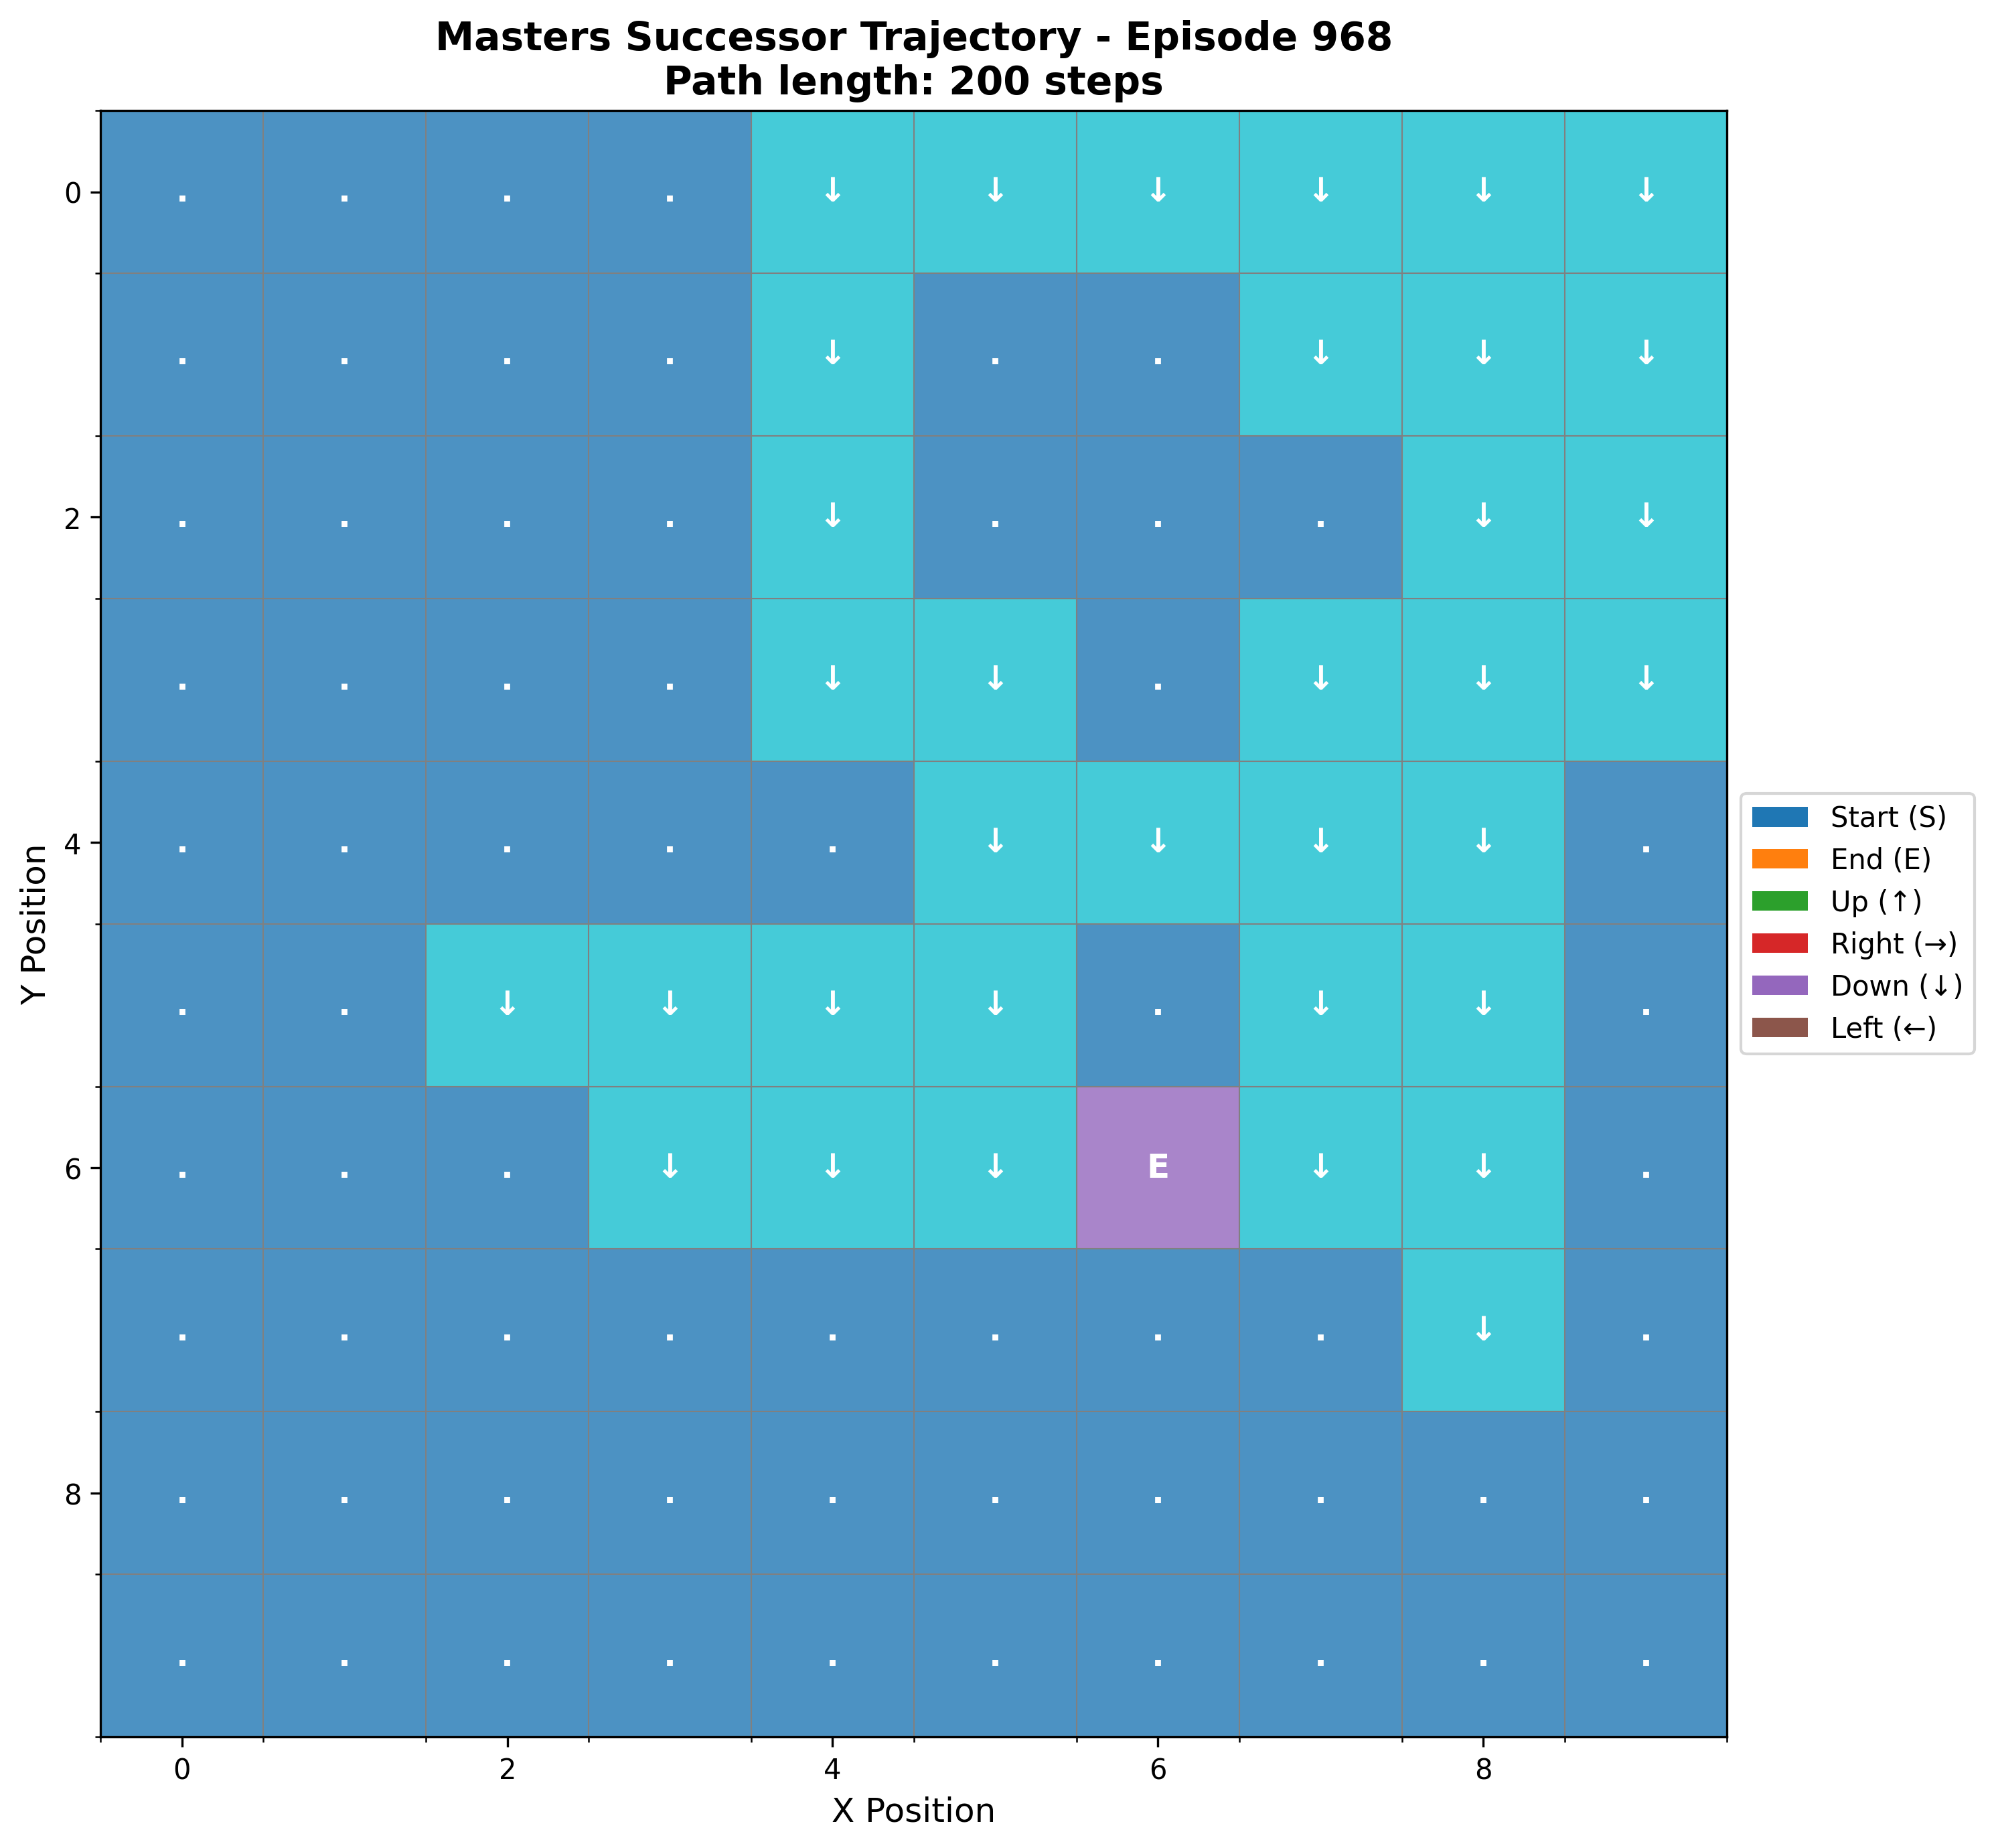 Masters Successor Trajectory - Episode 968
Path length: 200 steps
0 . . . . ↓ ↓ ↓ ↓ ↓ ↓
. . . . ↓ . . ↓ ↓ ↓
2 . . . . ↓ . . . ↓ ↓
. . . . ↓ ↓ . ↓ ↓ ↓
4 . . . . . ↓ ↓ ↓ ↓ .
. . ↓ ↓ ↓ ↓ . ↓ ↓ .
6 . . . ↓ ↓ ↓ E ↓ ↓ .
. . . . . . . . ↓ .
8 . . . . . . . . . .
. . . . . . . . . .
0 2 4 6 8
X Position
Y Position
Start (S)
End (E)
Up (↑)
Right (→)
Down (↓)
Left (←)